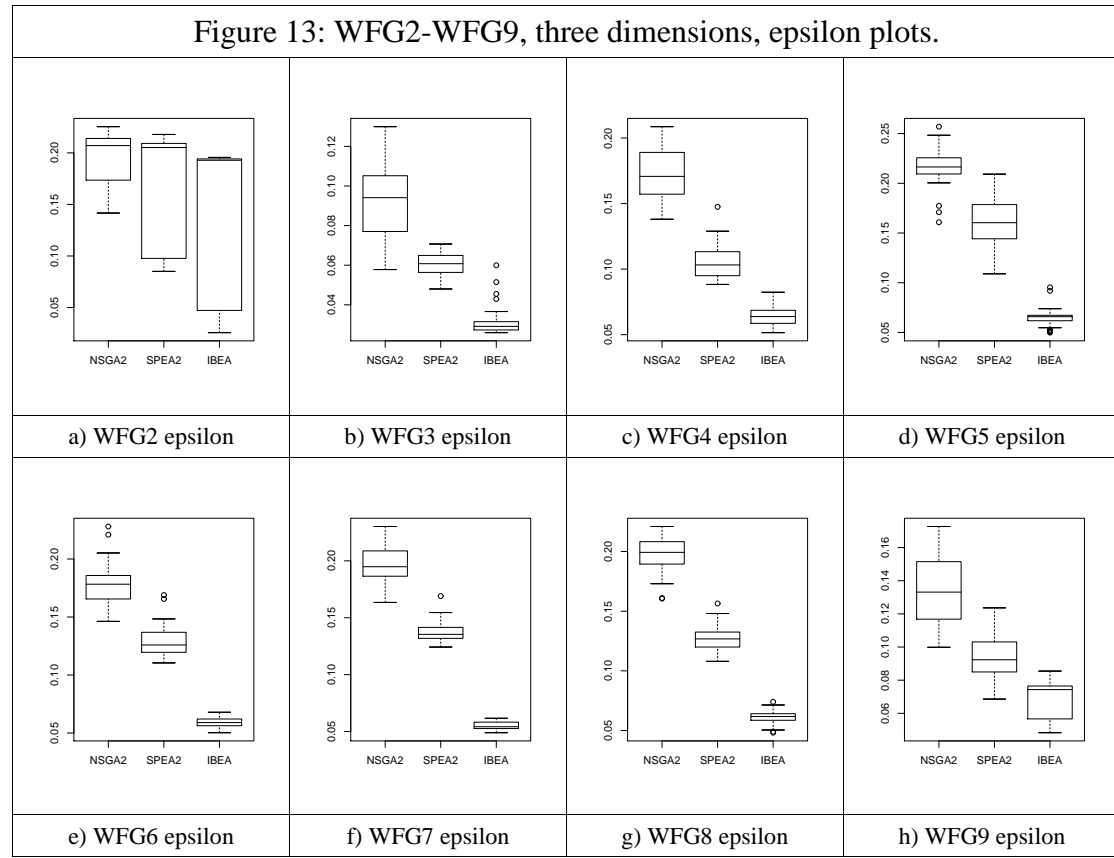 Figure 13: WFG2-WFG9, three dimensions, epsilon plots.
0.20
0.15
0.10
0.05
NSGA2 SPEA2 IBEA
0.12
0.10
0.08
0.06
0.04
NSGA2 SPEA2 IBEA
0.20
0.15
0.10
0.05
NSGA2 SPEA2 IBEA
0.25
0.20
0.15
0.10
0.05
NSGA2 SPEA2 IBEA
a) WFG2 epsilon
b) WFG3 epsilon
c) WFG4 epsilon
d) WFG5 epsilon
0.20
0.15
0.10
0.05
NSGA2 SPEA2 IBEA
0.20
0.15
0.10
0.05
NSGA2 SPEA2 IBEA
0.20
0.15
0.10
0.05
NSGA2 SPEA2 IBEA
0.16
0.14
0.12
0.10
0.08
0.06
NSGA2 SPEA2 IBEA
e) WFG6 epsilon
f) WFG7 epsilon
g) WFG8 epsilon
h) WFG9 epsilon